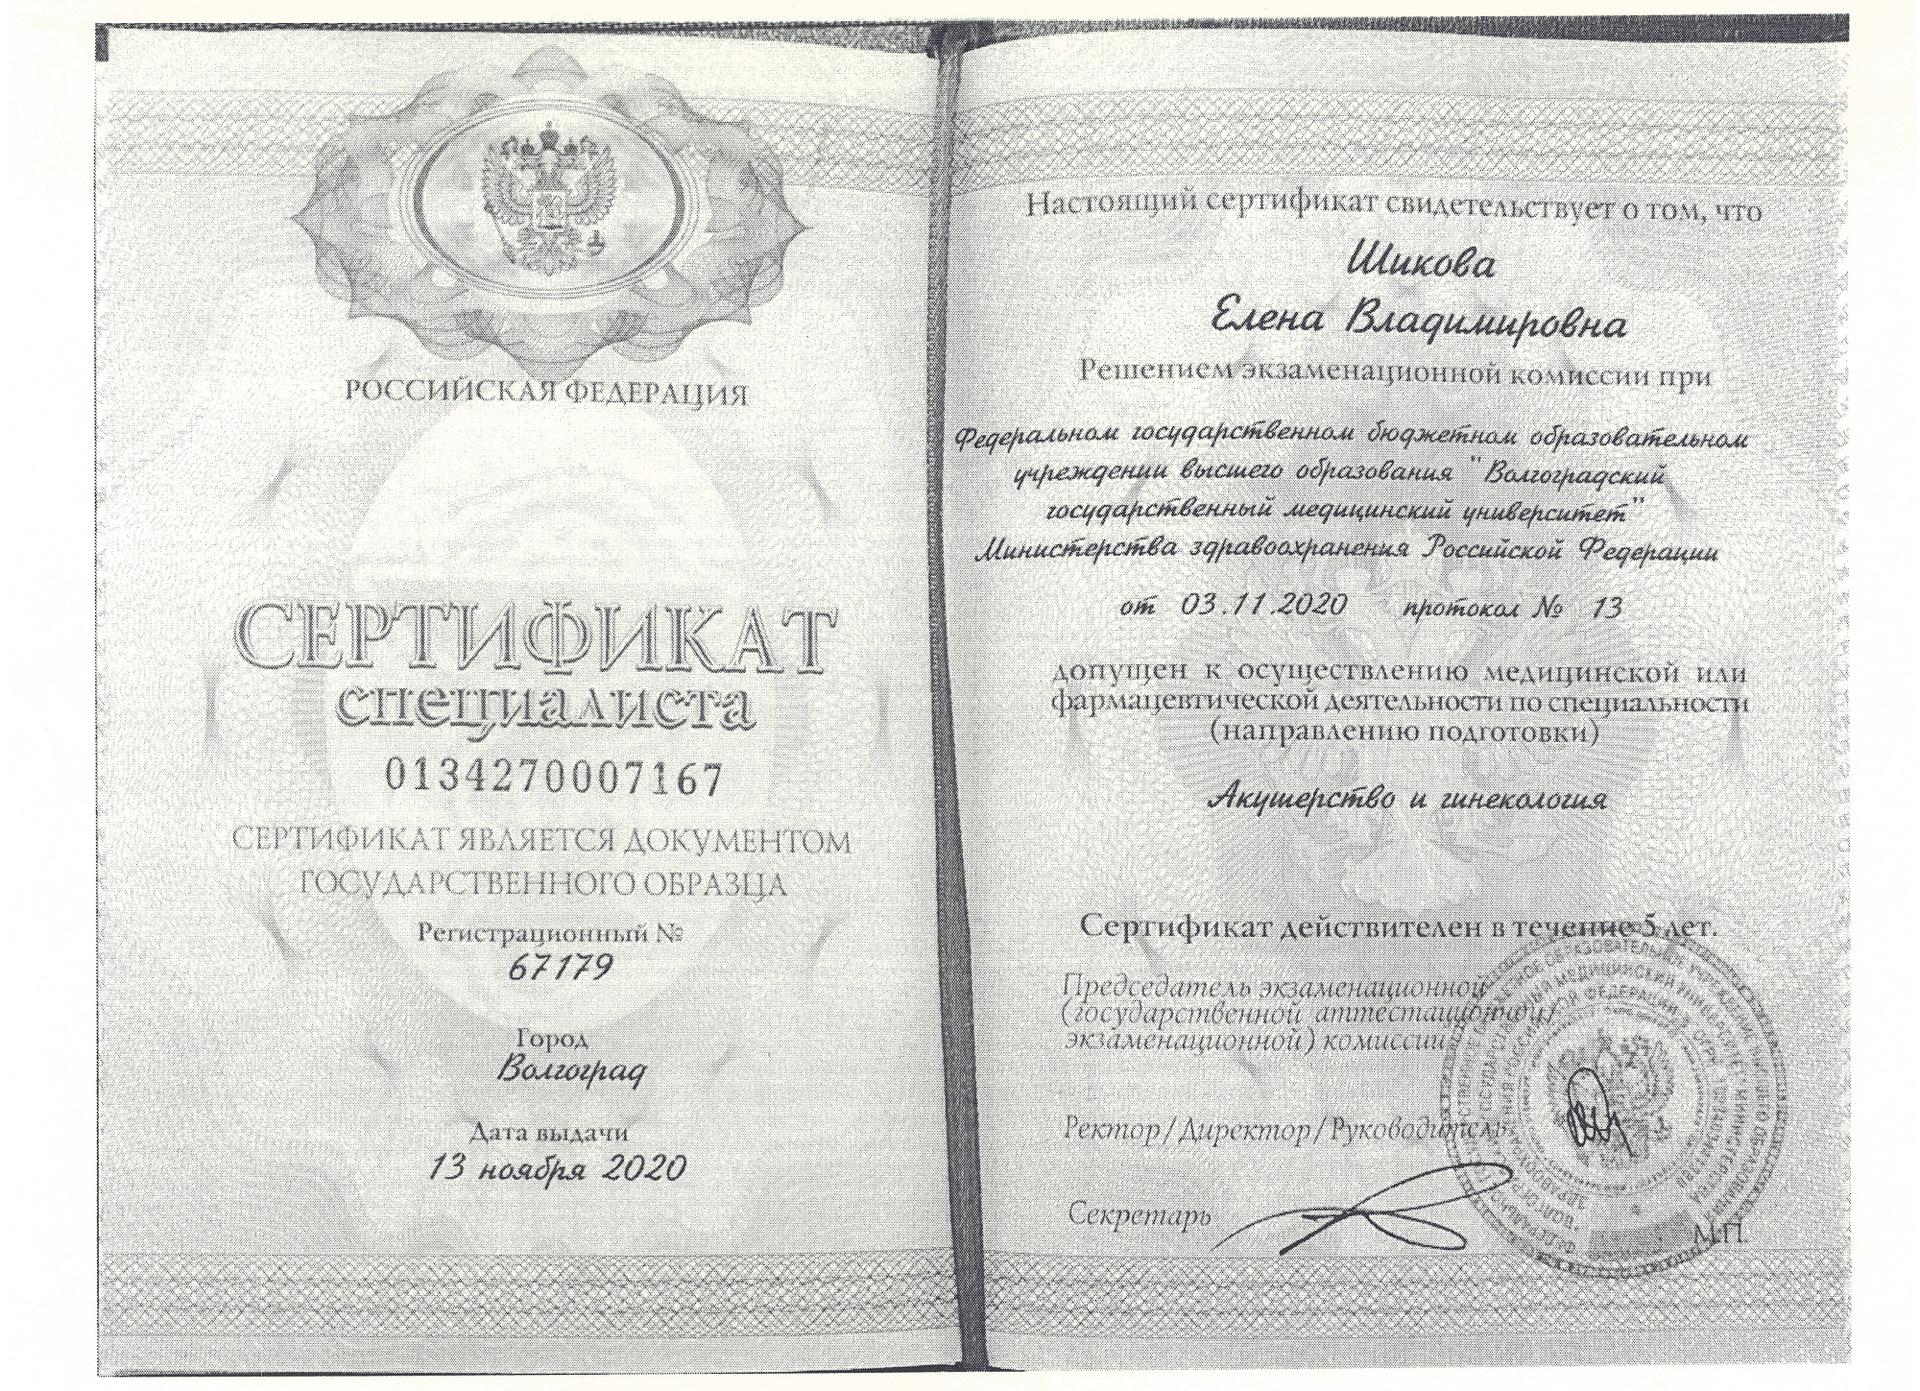 РОССИЙСКАЯ ФЕДЕРАЦИЯ
СЕРТИФИКАТ
специалиста
0134270007167
СЕРТИФИКАТ ЯВЛЯЕТСЯ ДОКУМЕНТОМ
ГОСУДАРСТВЕННОГО ОБРАЗЦА
Регистрационный №
67179
Город
Волгоград
Дата выдачи
13 ноября 2020
Настоящий сертификат свидетельствует о том, что
Шикова
Елена Владимировна
Решением экзаменационной комиссии при
Федеральном государственном бюджетном образовательном
учреждении высшего образования "Волгоградский
государственный медицинский университет"
Министерства здравоохранения Российской Федерации
от 03.11.2020 протокол № 13
допущен к осуществлению медицинской или
фармацевтической деятельности по специальности
(направлению подготовки)
Акушерство и гинекология
Сертификат действителен в течение 5 лет.
Председатель экзаменационной
(государственной аттестационной/
экзаменационной) комиссии
Ректор/Директор/Руководитель
Секретарь
М.П.